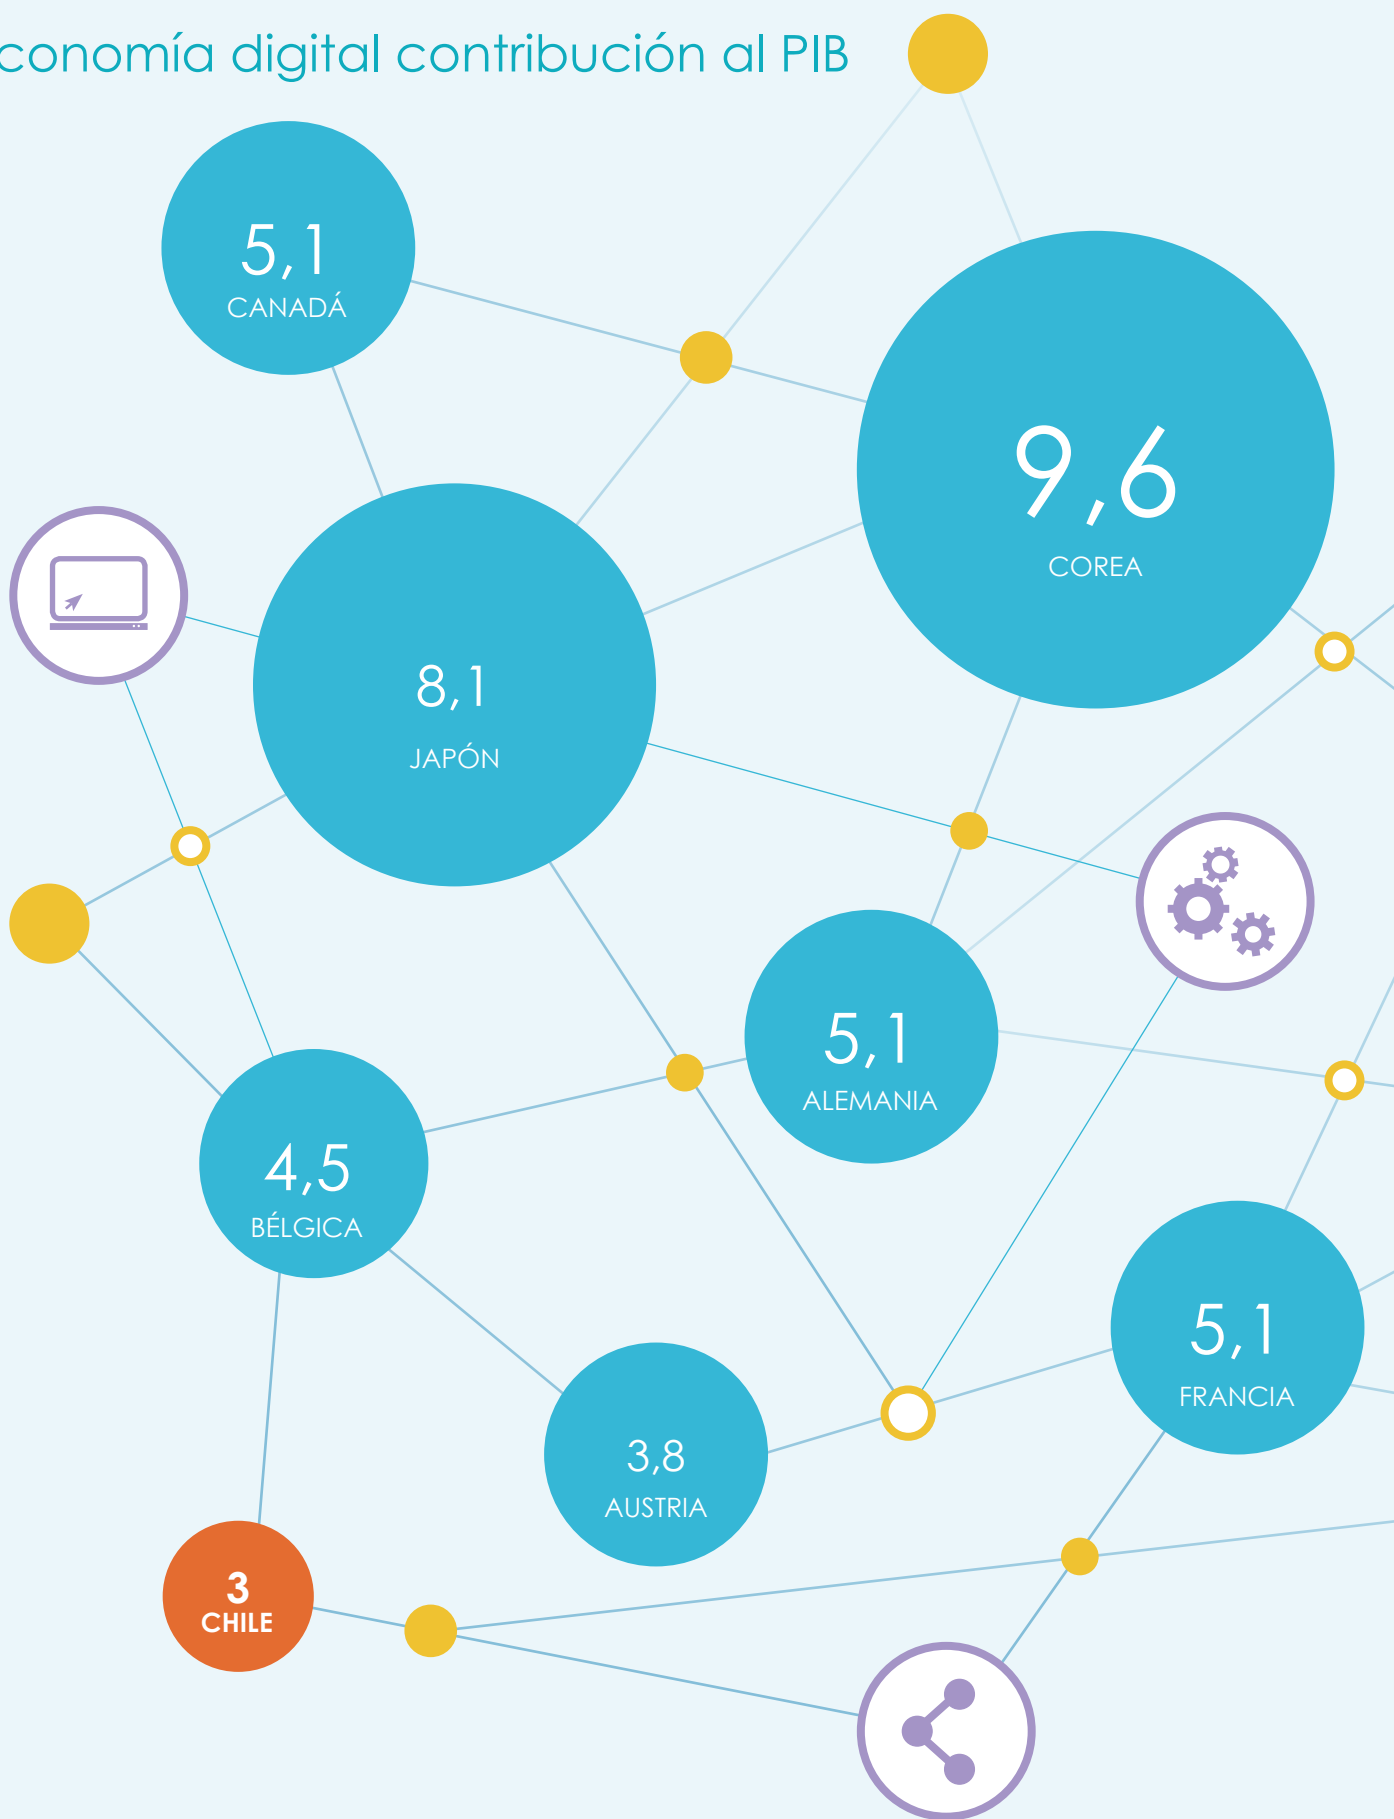 conomía digital contribución al PIB
5,1
CANADÁ
9,6
COREA
8,1
JAPÓN
5,1
ALEMANIA
4,5
BÉLGICA
5,1
FRANCIA
3,8
AUSTRIA
3
CHILE